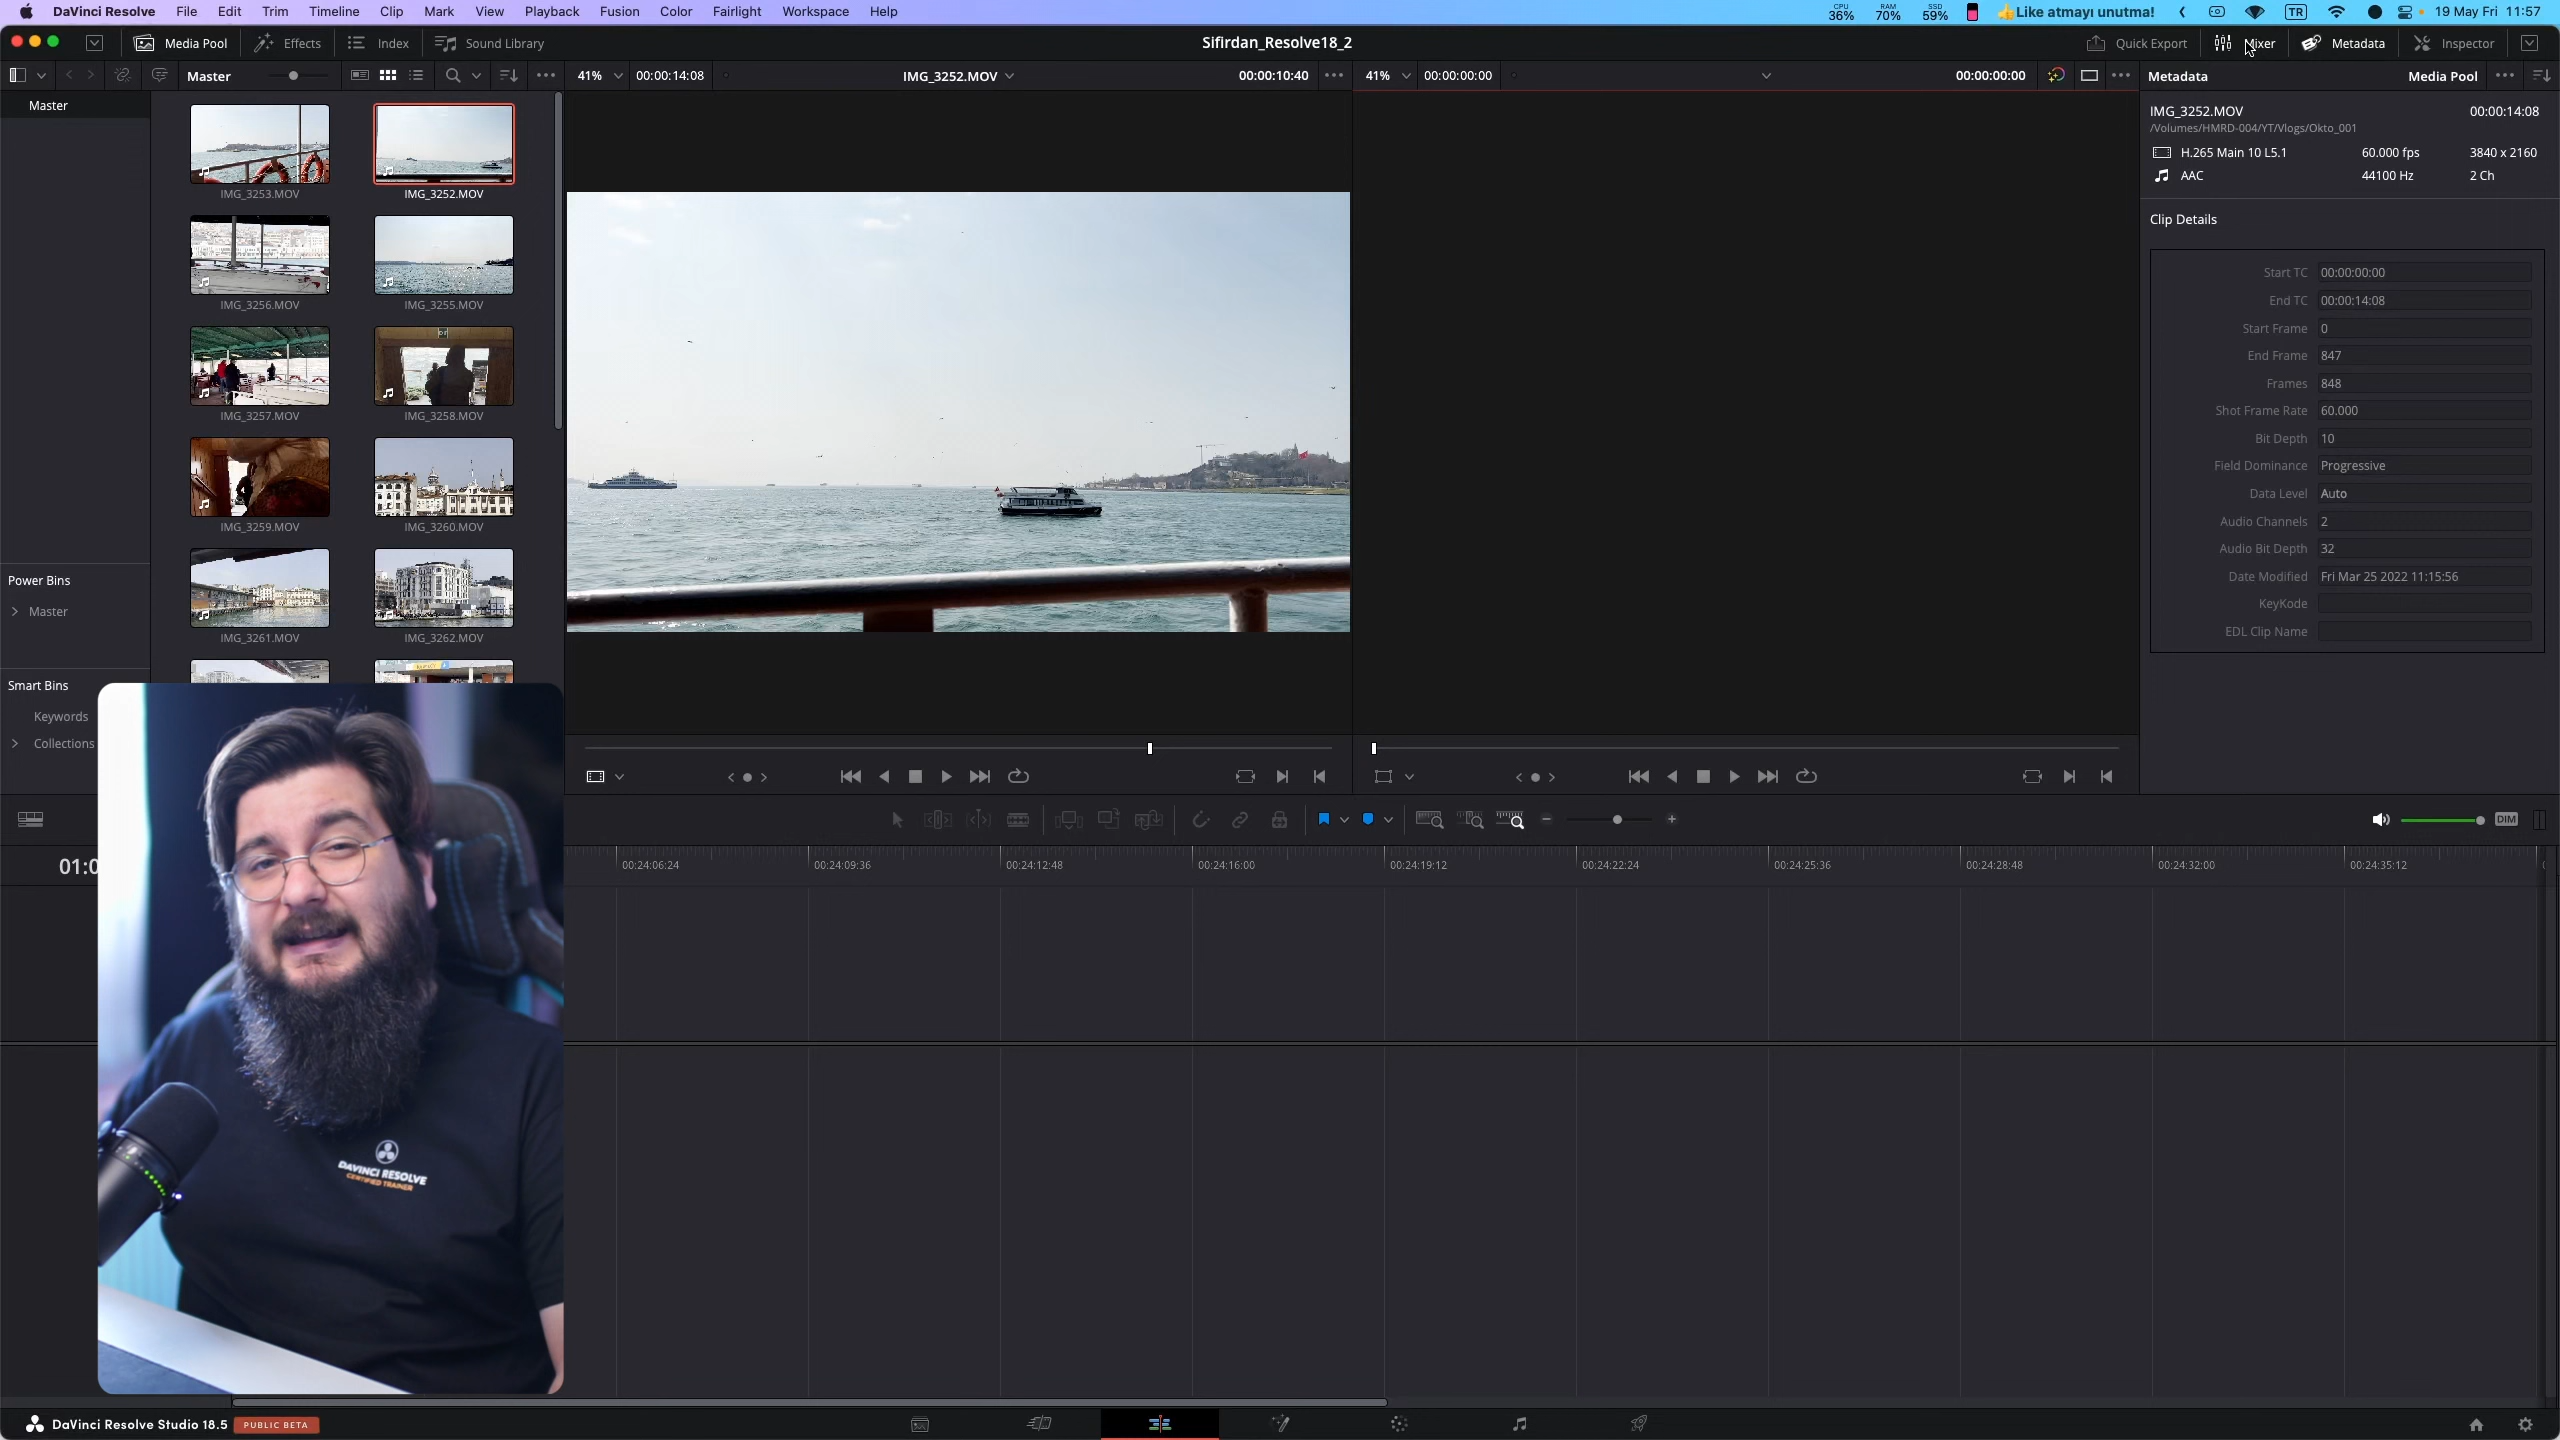 DaVinci Resolve File Edit Trim Timeline Clip Mark View Playback Fusion Color Fairlight Workspace Help
CPU 36% RAM 70% SSD 59% 👍Like atmayı unutma! TR 19 May Fri 11:57
Media Pool Effects Index Sound Library Sifirdan_Resolve18_2 Quick Export Mixer Metadata Inspector
Master 41% 00:00:14:08 IMG_3252.MOV 00:00:10:40 41% 00:00:00:00 00:00:00:00 Metadata Media Pool
Master
IMG_3253.MOV IMG_3252.MOV
IMG_3256.MOV IMG_3255.MOV
IMG_3257.MOV IMG_3258.MOV
IMG_3259.MOV IMG_3260.MOV
IMG_3261.MOV IMG_3262.MOV
Power Bins
Master
Smart Bins
Keywords
Collections
IMG_3252.MOV 00:00:14:08
/Volumes/HMRD-004/YT/Vlogs/Okto_001
H.265 Main 10 L5.1 60.000 fps 3840 x 2160
AAC 44100 Hz 2 Ch
Clip Details
Start TC 00:00:00:00
End TC 00:00:14:08
Start Frame 0
End Frame 847
Frames 848
Shot Frame Rate 60.000
Bit Depth 10
Field Dominance Progressive
Data Level Auto
Audio Channels 2
Audio Bit Depth 32
Date Modified Fri Mar 25 2022 11:15:56
KeyKode
EDL Clip Name
DIM
01:0
00:24:06:24 00:24:09:36 00:24:12:48 00:24:16:00 00:24:19:12 00:24:22:24 00:24:25:36 00:24:28:48 00:24:32:00 00:24:35:12
DAVINCI RESOLVE
CERTIFIED TRAINER
DaVinci Resolve Studio 18.5 PUBLIC BETA